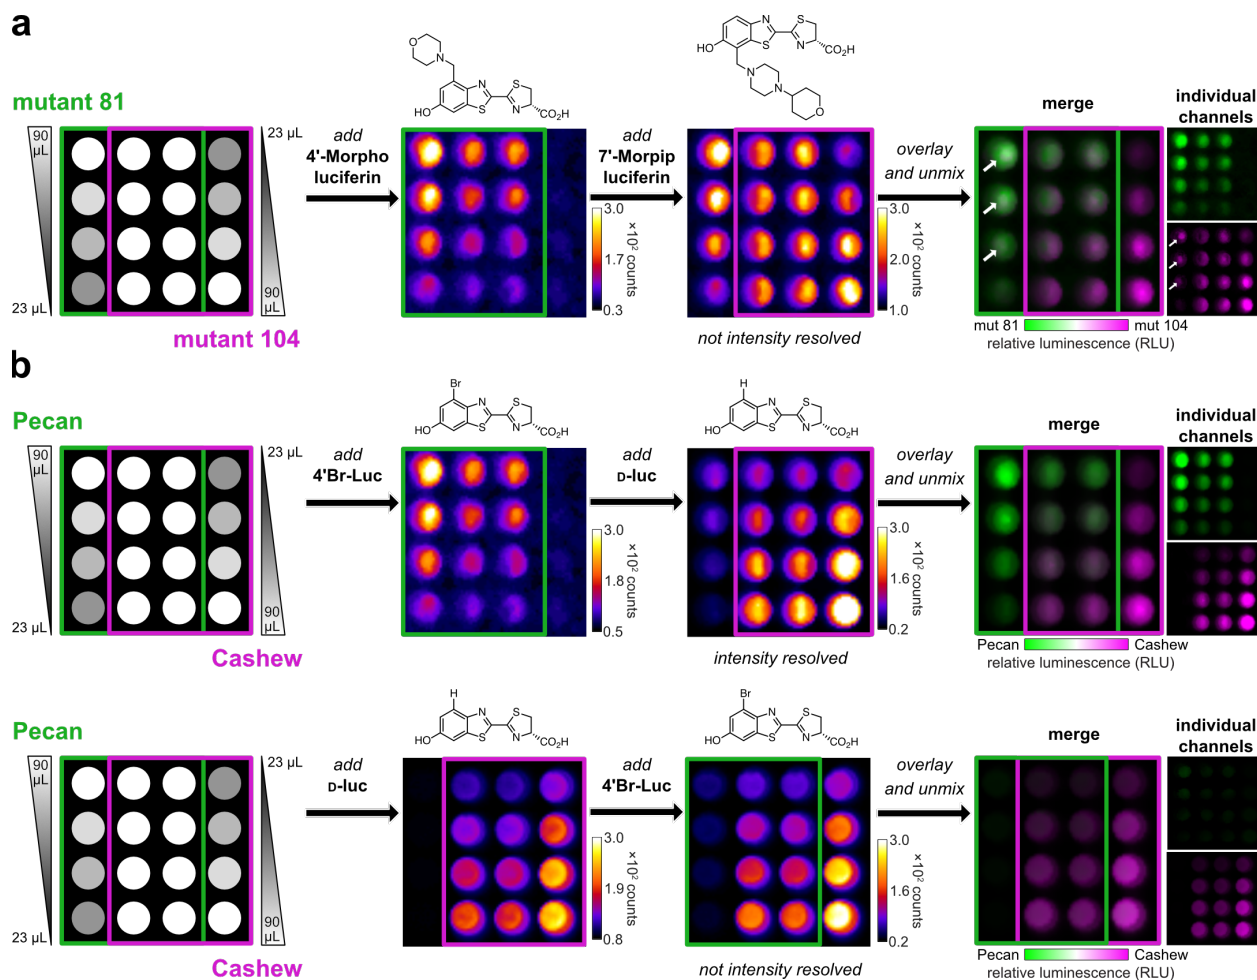 a
mutant 81
90
µL
23 µL
23 µL
90
µL
mutant 104
O
N
N
S
S
N
HO
CO₂H
add
4'-Morpho
luciferin
3.0
1.7
0.3
×10² counts
N
S
S
N
HO
CO₂H
N
N
O
add
7'-Morpip
luciferin
3.0
2.0
1.0
×10² counts
not intensity resolved
overlay
and unmix
merge
individual
channels
mut 81
mut 104
relative luminescence (RLU)
b
Pecan
90
µL
23 µL
23 µL
90
µL
Cashew
Br
N
S
S
N
HO
CO₂H
add
4'Br-Luc
3.0
1.8
0.5
×10² counts
H
N
S
S
N
HO
CO₂H
add
D-luc
3.0
1.6
0.2
×10² counts
intensity resolved
overlay
and unmix
merge
individual
channels
Pecan
Cashew
relative luminescence (RLU)
Pecan
90
µL
23 µL
23 µL
90
µL
Cashew
H
N
S
S
N
HO
CO₂H
add
D-luc
3.0
1.9
0.8
×10² counts
Br
N
S
S
N
HO
CO₂H
add
4'Br-Luc
3.0
1.6
0.2
×10² counts
not intensity resolved
overlay
and unmix
merge
individual
channels
Pecan
Cashew
relative luminescence (RLU)